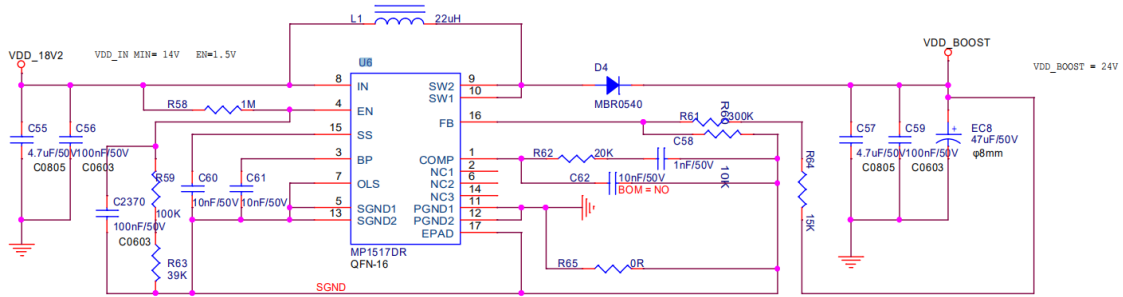 L1 22uH
VDD_18V2
VDD_IN MIN= 14V EN=1.5V
VDD_BOOST
VDD_BOOST = 24V
U6
8 IN
SW2 9
SW1 10
D4
MBR0540
R58 1M
4 EN
FB 16
R61 300K
R60
10K
C55
4.7uF/50V
C0805
C56
100nF/50V
C0603
15 SS
C58
1nF/50V
C57
4.7uF/50V
C0805
C59
100nF/50V
C0603
EC8
47uF/50V
φ8mm
3 BP
COMP 1
R62 20K
NC1 2
NC2 6
NC3 14
C62 10nF/50V
BOM = NO
R64
15K
R59
100K
C60
10nF/50V
C61
10nF/50V
7 OLS
C2370
100nF/50V
C0603
5 SGND1
13 SGND2
PGND1 11
PGND2 12
EPAD 17
MP1517DR
QFN-16
R63
39K
R65 0R
SGND